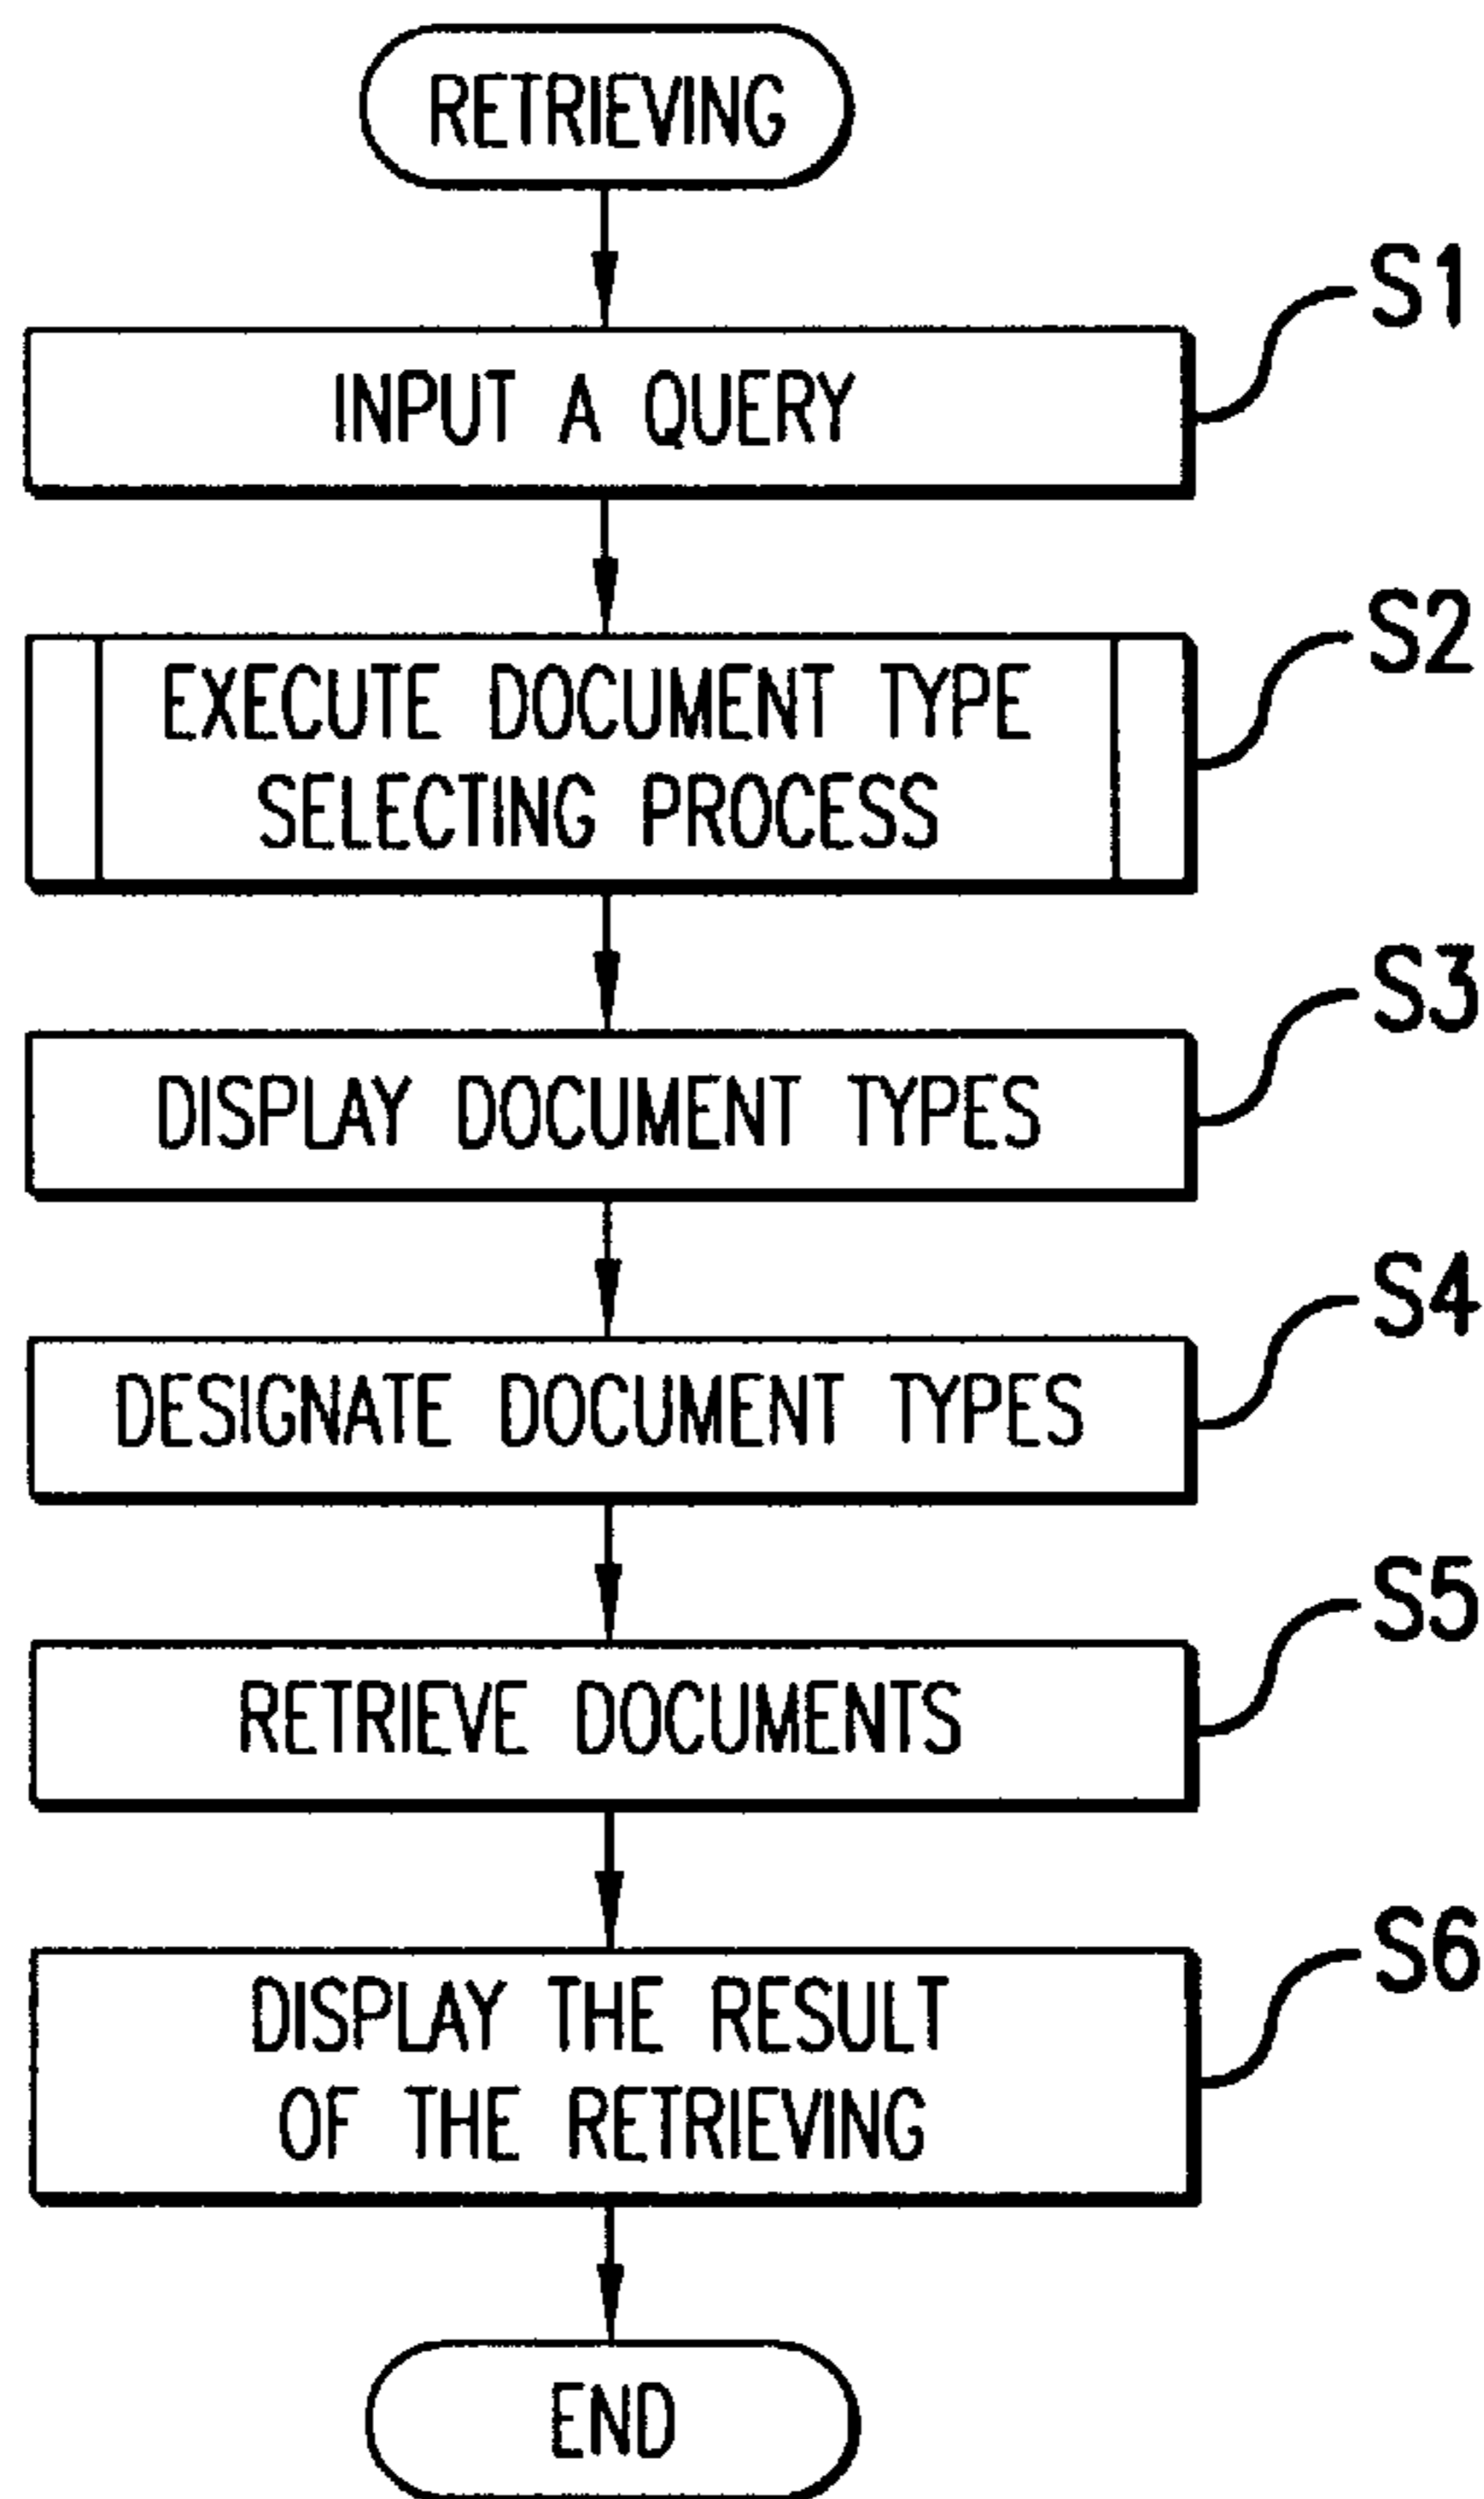 RETRIEVING
S1
INPUT A QUERY
S2
EXECUTE DOCUMENT TYPE
SELECTING PROCESS
S3
DISPLAY DOCUMENT TYPES
S4
DESIGNATE DOCUMENT TYPES
S5
RETRIEVE DOCUMENTS
S6
DISPLAY THE RESULT
OF THE RETRIEVING
END